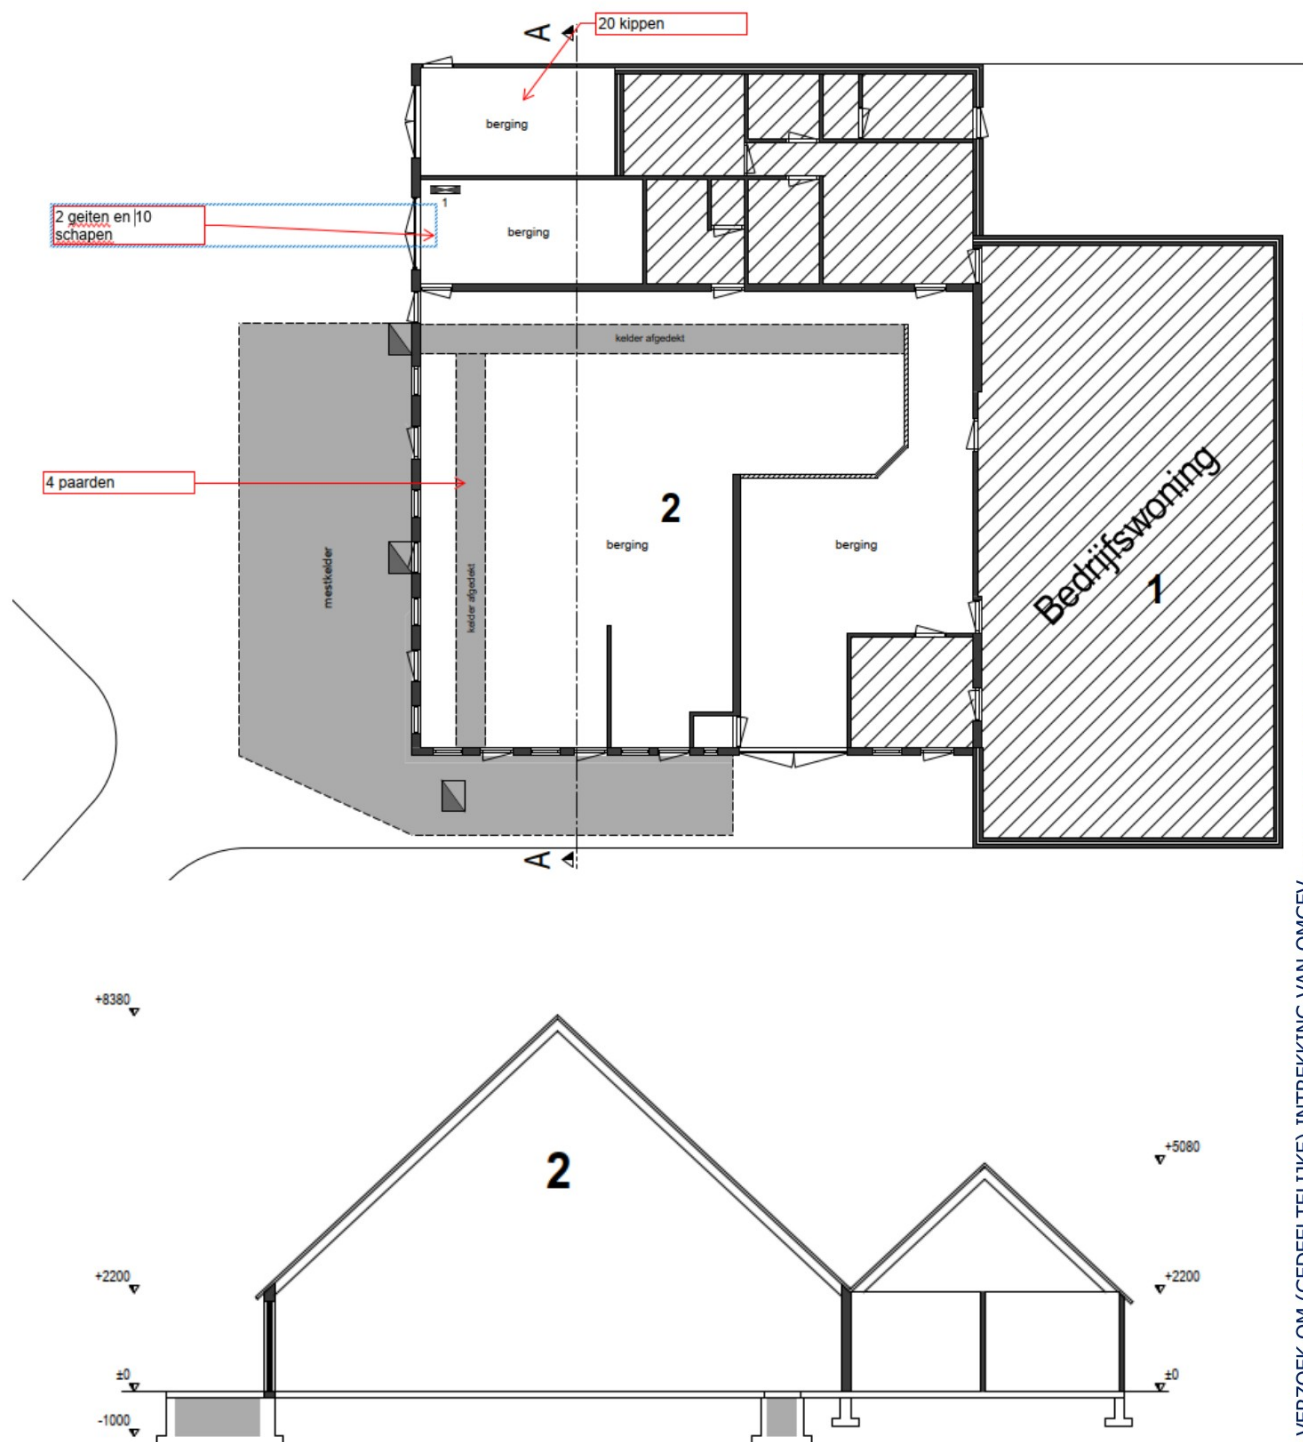 A
20 kippen
berging
1
2 geiten en 10
schapen
berging
kelder afgedekt
4 paarden
2
berging
berging
mestkelder
kelder afgedekt
Bedrijfswoning
1
A
VERZOEK OM (GEDEELTELIJKE) INTREKKING VAN OMGEV
+8380
2
+5080
+2200
+2200
±0
±0
-1000